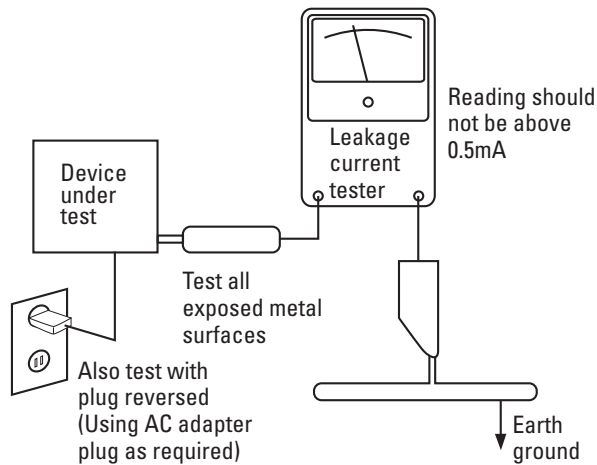 Reading should
not be above
0.5mA
Leakage
current
tester
Device
under
test
Test all
exposed metal
surfaces
Also test with
plug reversed
(Using AC adapter
plug as required)
Earth
ground